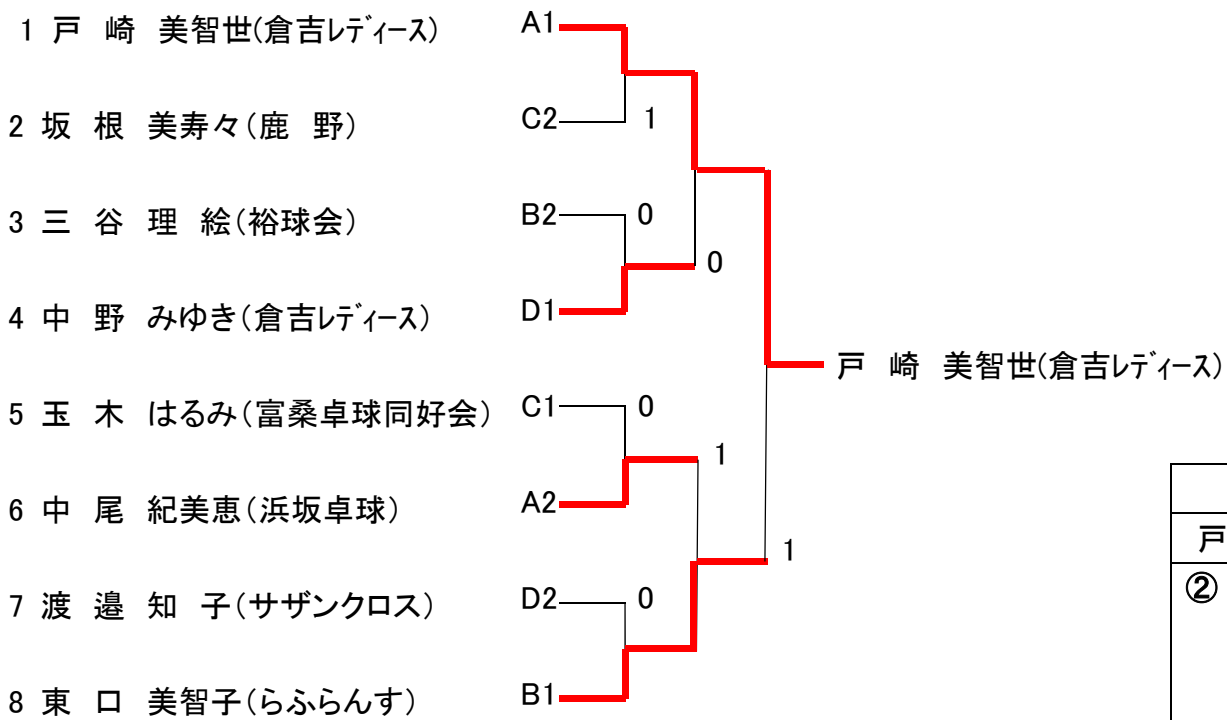 1 戸 崎 美智世(倉吉レディース) A1
2 坂 根 美寿々(鹿 野) C2 1
3 三 谷 理 絵(裕球会) B2 0
0
4 中 野 みゆき(倉吉レディース) D1
戸 崎 美智世(倉吉レディース)
5 玉 木 はるみ(富桑卓球同好会) C1 0
1
6 中 尾 紀美恵(浜坂卓球) A2
戸
1
②
7 渡 邉 知 子(サザンクロス) D2 0
8 東 口 美智子(らふらんす) B1